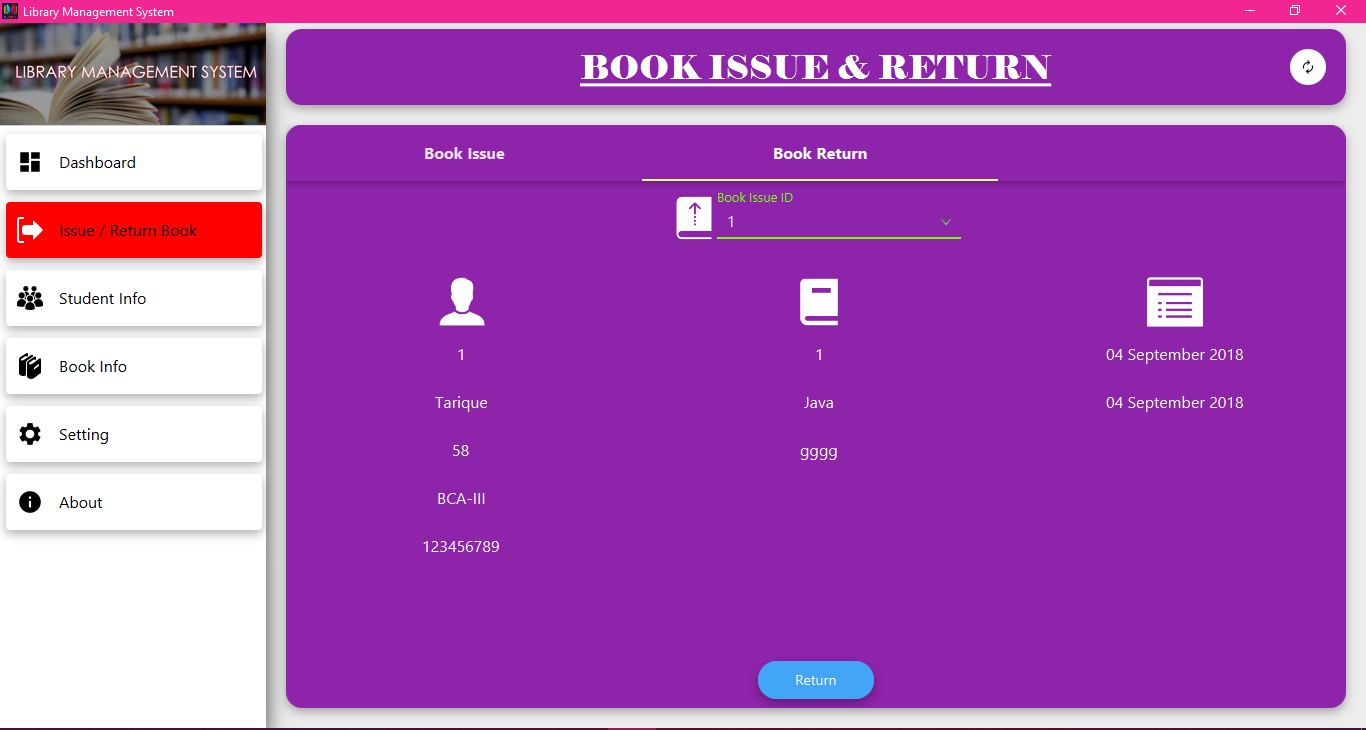 Library Management System
LIBRARY MANAGEMENT SYSTEM
Dashboard
Issue / Return Book
Student Info
Book Info
Setting
About
BOOK ISSUE & RETURN
Book Issue
Book Return
Book Issue ID
1
1
Tarique
58
BCA-III
123456789
1
Java
gggg
04 September 2018
04 September 2018
Return